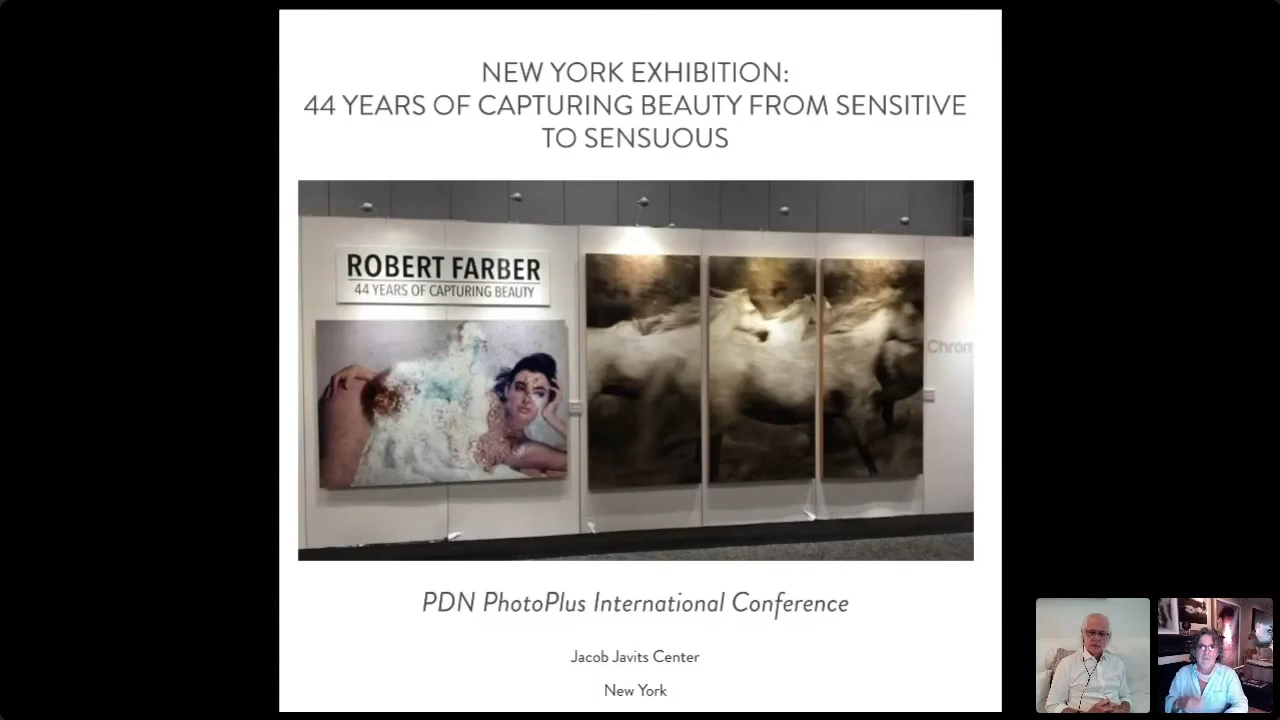 NEW YORK EXHIBITION:
44 YEARS OF CAPTURING BEAUTY FROM SENSITIVE
TO SENSUOUS
ROBERT FARBER
44 YEARS OF CAPTURING BEAUTY
Chrom
PDN PhotoPlus International Conference
Jacob Javits Center
New York